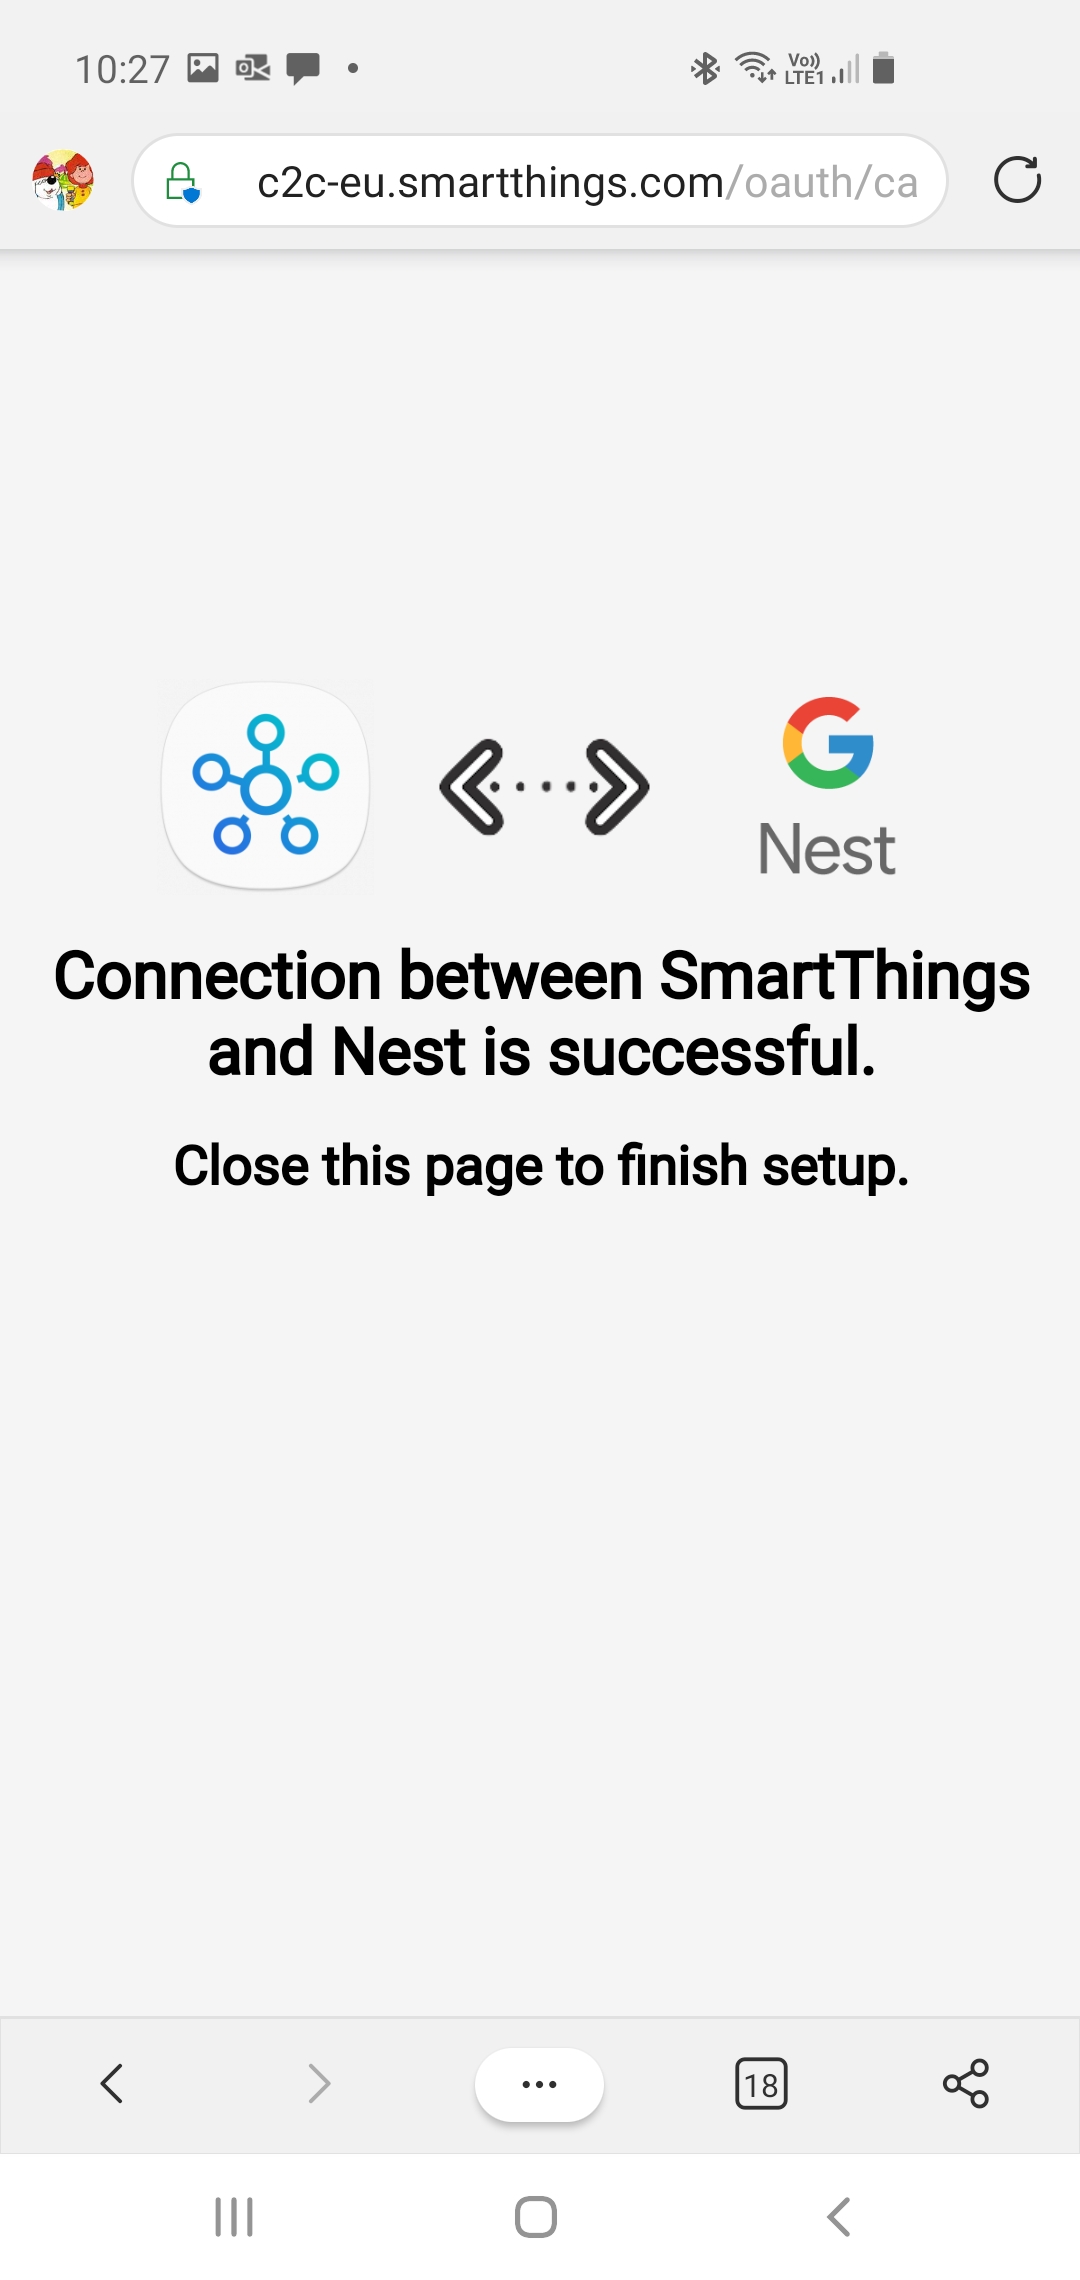 10:27
Vo))
LTE1
c2c-eu.smartthings.com/oauth/ca
G
Nest
Connection between SmartThings
and Nest is successful.
Close this page to finish setup.
18